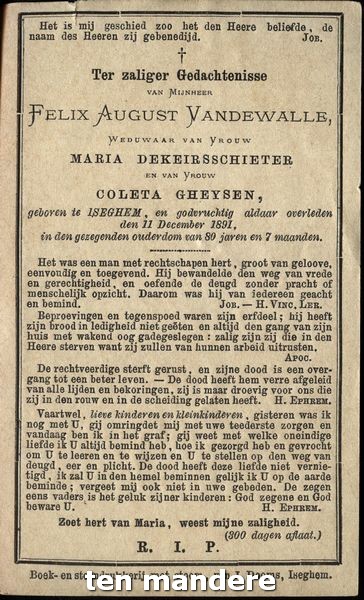 Het is mij geschied zoo het den Heere beliefde, de
naam des Heeren zij gebenedijd. JOB.
†
Ter zaliger Gedachtenisse
VAN MIJNHEER
FELIX AUGUST VANDEWALLE,
WEDUWAAR VAN VROUW
MARIA DEKEIRSSCHIETER
EN VAN VROUW
COLETA GHEYSEN,
geboren te ISEGHEM, en godvruchtig aldaar overleden
den 11 December 1891,
in den gezegenden ouderdom van 80 jaren en 7 maanden.
Het was een man met rechtschapen hert, groot van geloove,
eenvoudig en toegevend. Hij bewandelde den weg van vrede
en gerechtigheid, en oefende de deugd zonder pracht of
menschelijk opzicht. Daarom was hij van iedereen geacht
en bemind. JOB. — H. VINC, LER.
Beproevingen en tegenspoed waren zijn erfdeel; hij heeft
zijn brood in ledigheid niet geëten en altijd den gang van zijn
huis met wakend oog gadegeslegen: zalig zijn zij die in den
Heere sterven want zij zullen van hunnen arbeid uitrusten.
APOC.
De rechtveerdige sterft gerust, en zijne dood is een over-
gang tot een beter leven. — De dood heeft hem verre afgeleid
van alle lijden en bekoringen, zij is maar droevig voor ons die
zij in den rouw en in de scheiding gelaten heeft. H. EPHREM.
Vaartwel, lieve kinderen en kleinkinderen, gisteren was ik
nog met U, gij omringdet mij met uwe teederste zorgen en
vandaag ben ik in het graf; gij weet met welke oneindige
liefde ik U altijd bemind heb, hoe ik gezorgd heb en gevrocht
om U te leeren en te wijzen en U te stellen op den weg van
deugd, eer en plicht. De dood heeft deze liefde niet vernie-
tigd, ik zal U in den hemel beminnen gelijk ik U op de aarde
beminde; vergeet mij ook niet in uwe gebeden. De zegen
eens vaders is het geluk zijner kinderen: God zegene en God
beware U. H. EPHREM.
Zoet hert van Maria, weest mijne zaligheid.
(300 dagen aflaat.)
R. I. P.
Boek- en Iseghem.
ten mandere